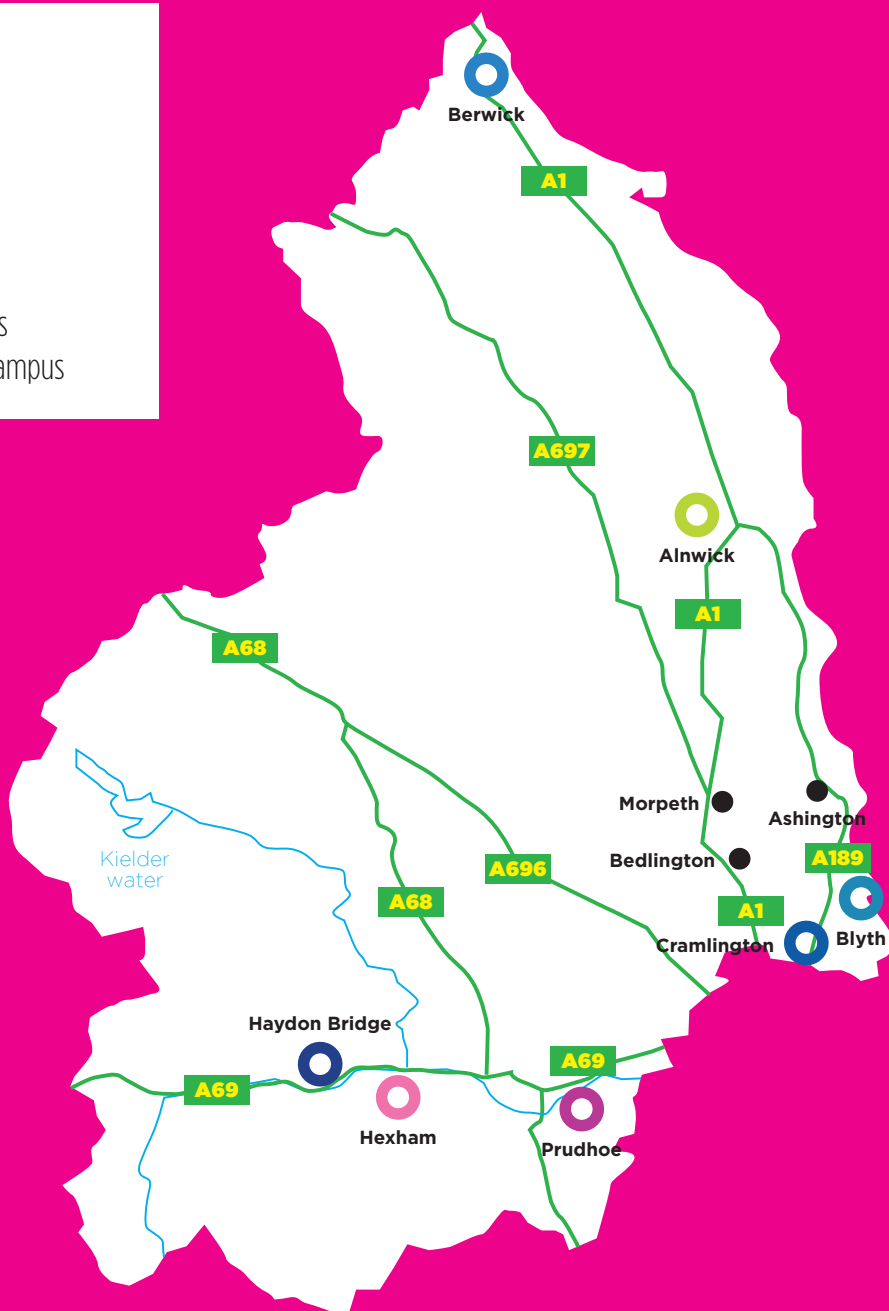 s
ampus
Berwick
A1
A697
Alnwick
A1
A68
Morpeth
Ashington
Kielder
water
Bedlington
A189
A696
A68
A1
Cramlington
Blyth
Haydon Bridge
A69
A69
Hexham
Prudhoe